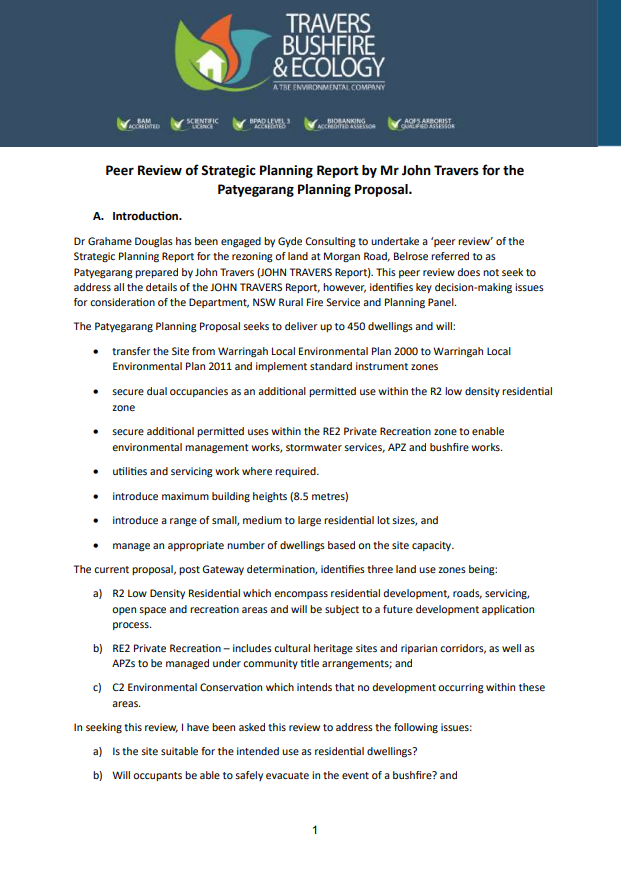 TRAVERS
BUSHFIRE
& ECOLOGY
A TBE ENVIRONMENTAL COMPANY
BAM
ACCREDITED
SCIENTIFIC
LICENCE
BPAD LEVEL 3
ACCREDITED
BIOBANKING
ACCREDITED ASSESSOR
AQF5 ARBORIST
QUALIFIED ASSESSOR
Peer Review of Strategic Planning Report by Mr John Travers for the
Patyegarang Planning Proposal.
A. Introduction.
Dr Grahame Douglas has been engaged by Gyde Consulting to undertake a ‘peer review’ of the
Strategic Planning Report for the rezoning of land at Morgan Road, Belrose referred to as
Patyegarang prepared by John Travers (JOHN TRAVERS Report). This peer review does not seek to
address all the details of the JOHN TRAVERS Report, however, identifies key decision-making issues
for consideration of the Department, NSW Rural Fire Service and Planning Panel.
The Patyegarang Planning Proposal seeks to deliver up to 450 dwellings and will:
• transfer the Site from Warringah Local Environmental Plan 2000 to Warringah Local
Environmental Plan 2011 and implement standard instrument zones
• secure dual occupancies as an additional permitted use within the R2 low density residential
zone
• secure additional permitted uses within the RE2 Private Recreation zone to enable
environmental management works, stormwater services, APZ and bushfire works.
• utilities and servicing work where required.
• introduce maximum building heights (8.5 metres)
• introduce a range of small, medium to large residential lot sizes, and
• manage an appropriate number of dwellings based on the site capacity.
The current proposal, post Gateway determination, identifies three land use zones being:
a) R2 Low Density Residential which encompass residential development, roads, servicing,
open space and recreation areas and will be subject to a future development application
process.
b) RE2 Private Recreation – includes cultural heritage sites and riparian corridors, as well as
APZs to be managed under community title arrangements; and
c) C2 Environmental Conservation which intends that no development occurring within these
areas.
In seeking this review, I have been asked this review to address the following issues:
a) Is the site suitable for the intended use as residential dwellings?
b) Will occupants be able to safely evacuate in the event of a bushfire? and
1